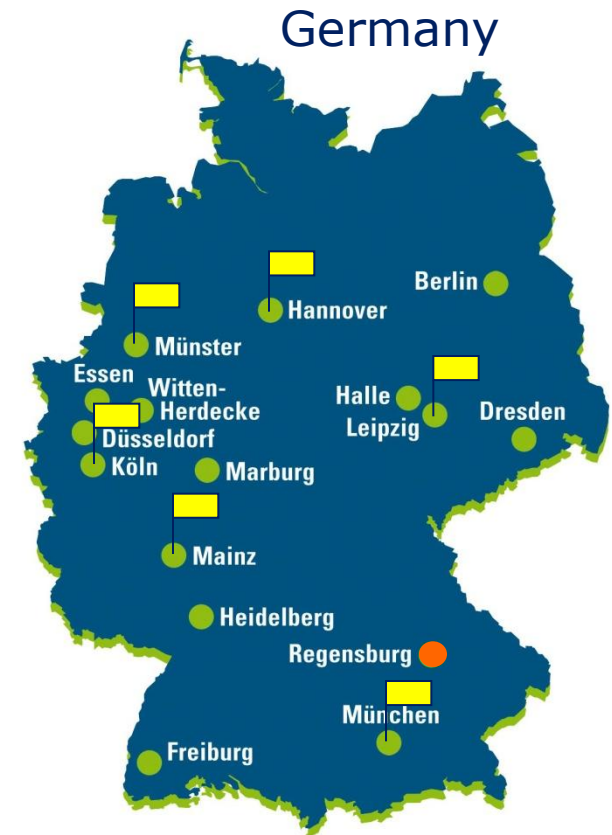 Germany
Berlin
Hannover
Münster
Essen
Witten-
Herdecke
Halle
Leipzig
Dresden
Düsseldorf
Köln
Marburg
Mainz
Heidelberg
Regensburg
München
Freiburg